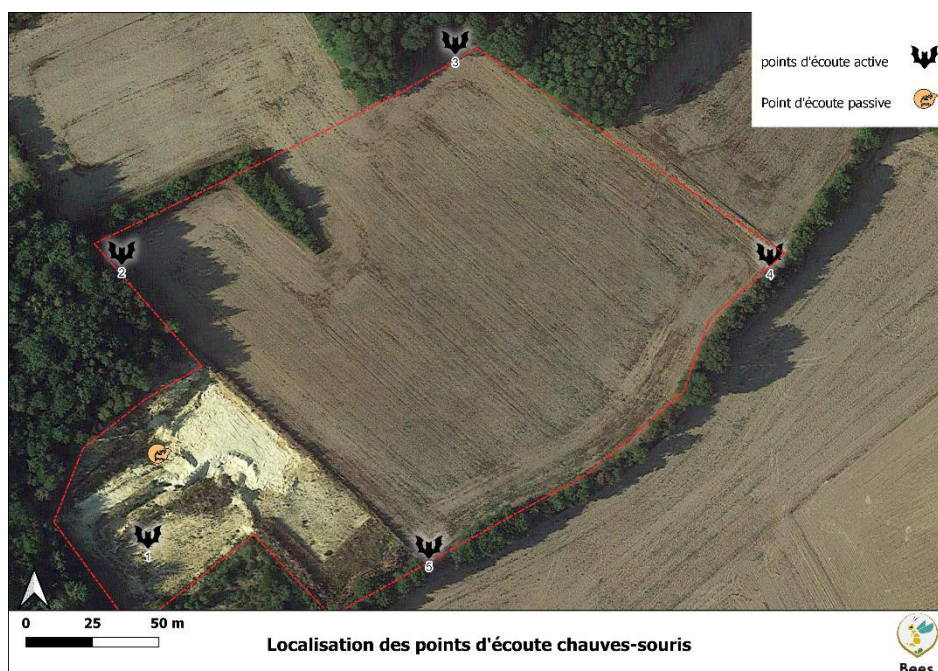 points d'écoute active
Point d'écoute passive
3
2
4
1
5
0 25 50 m
Localisation des points d'écoute chauves-souris
Bees